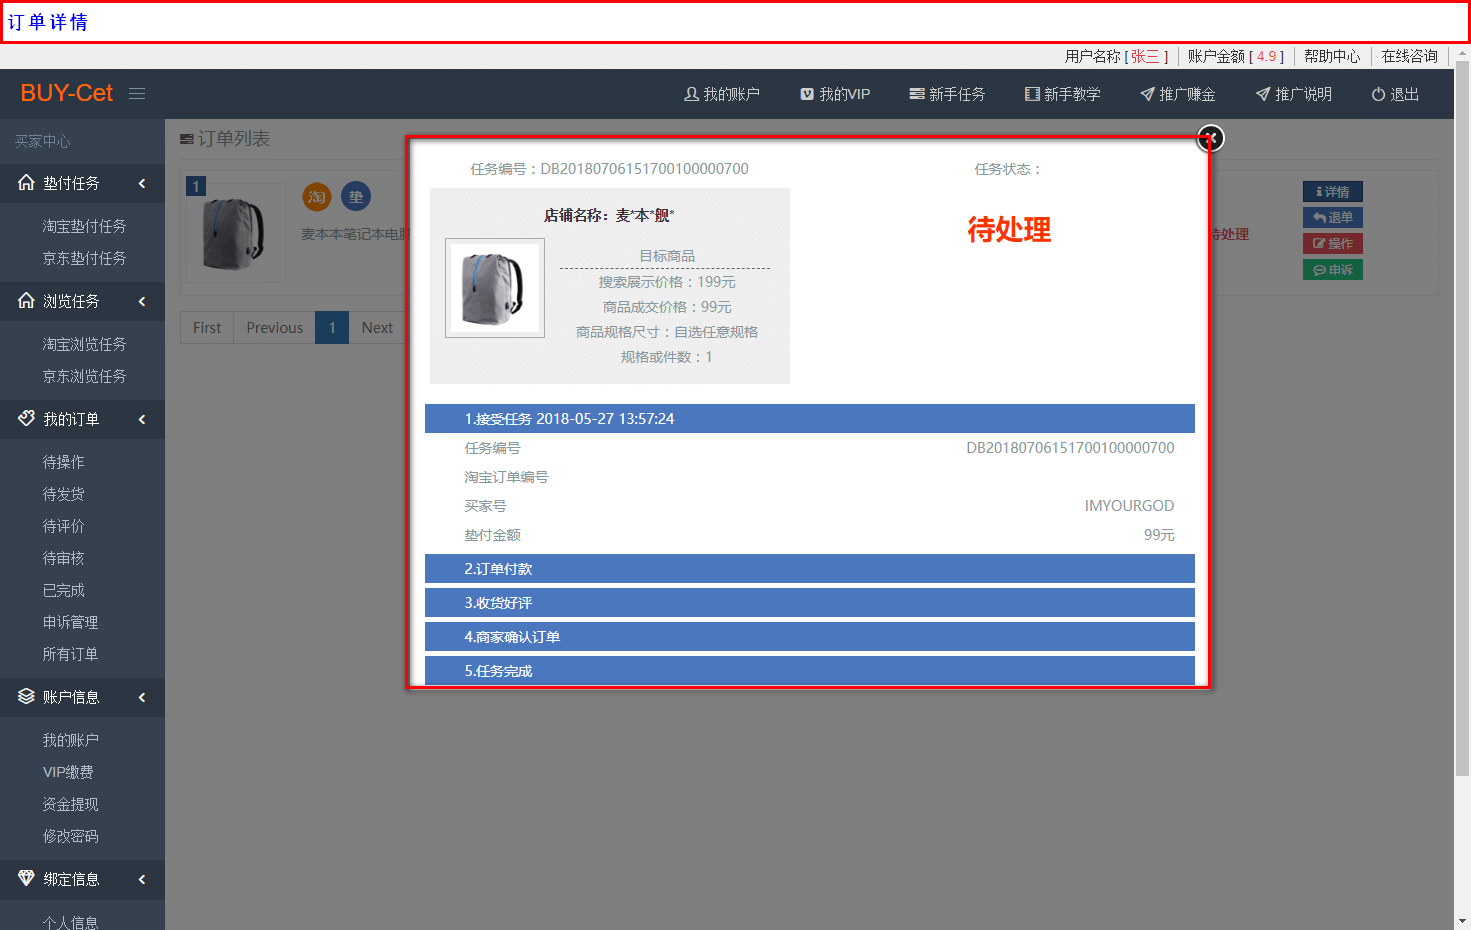 订单详情
用户名称 [ 张三 ] 账户金额 [ 4.9 ] 帮助中心 在线咨询
BUY-Cet 我的账户 我的VIP 新手任务 新手教学 推广赚金 推广说明 退出
买家中心
垫付任务
淘宝垫付任务
京东垫付任务
浏览任务
淘宝浏览任务
京东浏览任务
我的订单
待操作
待发货
待评价
待审核
已完成
申诉管理
所有订单
账户信息
我的账户
VIP缴费
资金提现
修改密码
绑定信息
个人信息
订单列表
1
淘 垫
麦本本笔记本电脑
First Previous 1 Next
任务编号：DB20180706151700100000700
任务状态：
店铺名称：麦*本*舰*
待处理
目标商品
搜索展示价格：199元
商品成交价格：99元
商品规格尺寸：自选任意规格
规格或件数：1
1.接受任务 2018-05-27 13:57:24
任务编号 DB20180706151700100000700
淘宝订单编号
买家号 IMYOURGOD
垫付金额 99元
2.订单付款
3.收货好评
4.商家确认订单
5.任务完成
待处理
详情
退单
操作
申诉